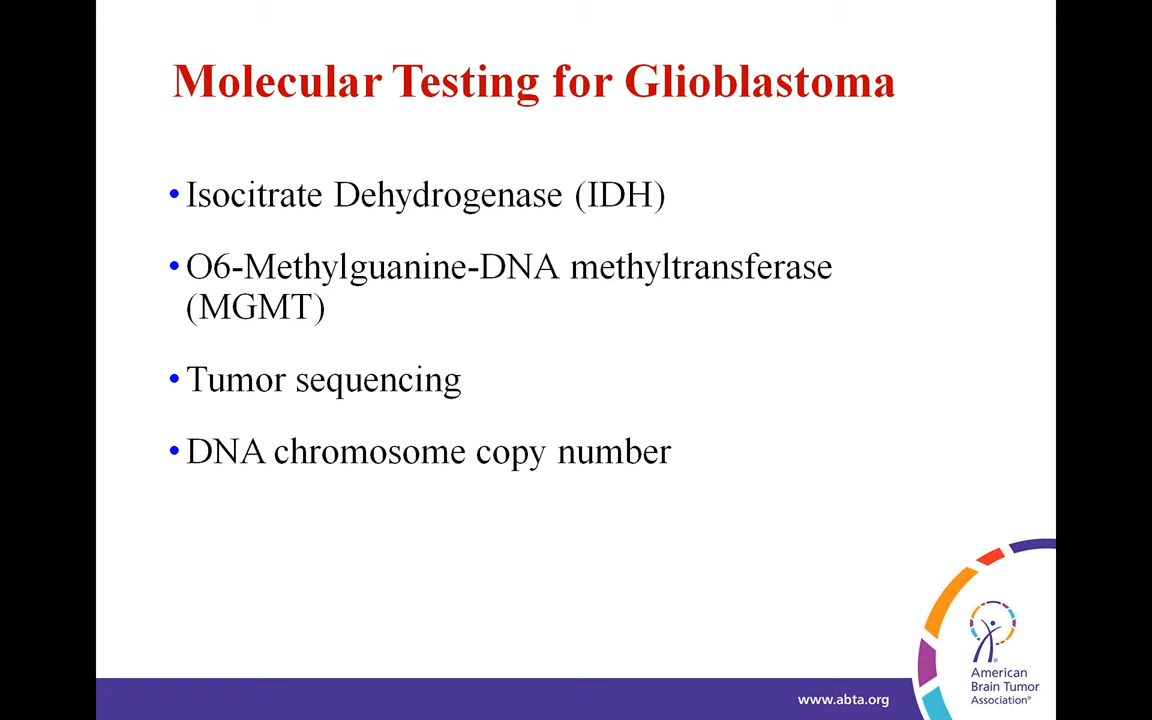 Molecular Testing for Glioblastoma
•Isocitrate Dehydrogenase (IDH)
•O6-Methylguanine-DNA methyltransferase
(MGMT)
•Tumor sequencing
•DNA chromosome copy number
American
Brain Tumor
Association®
www.abta.org